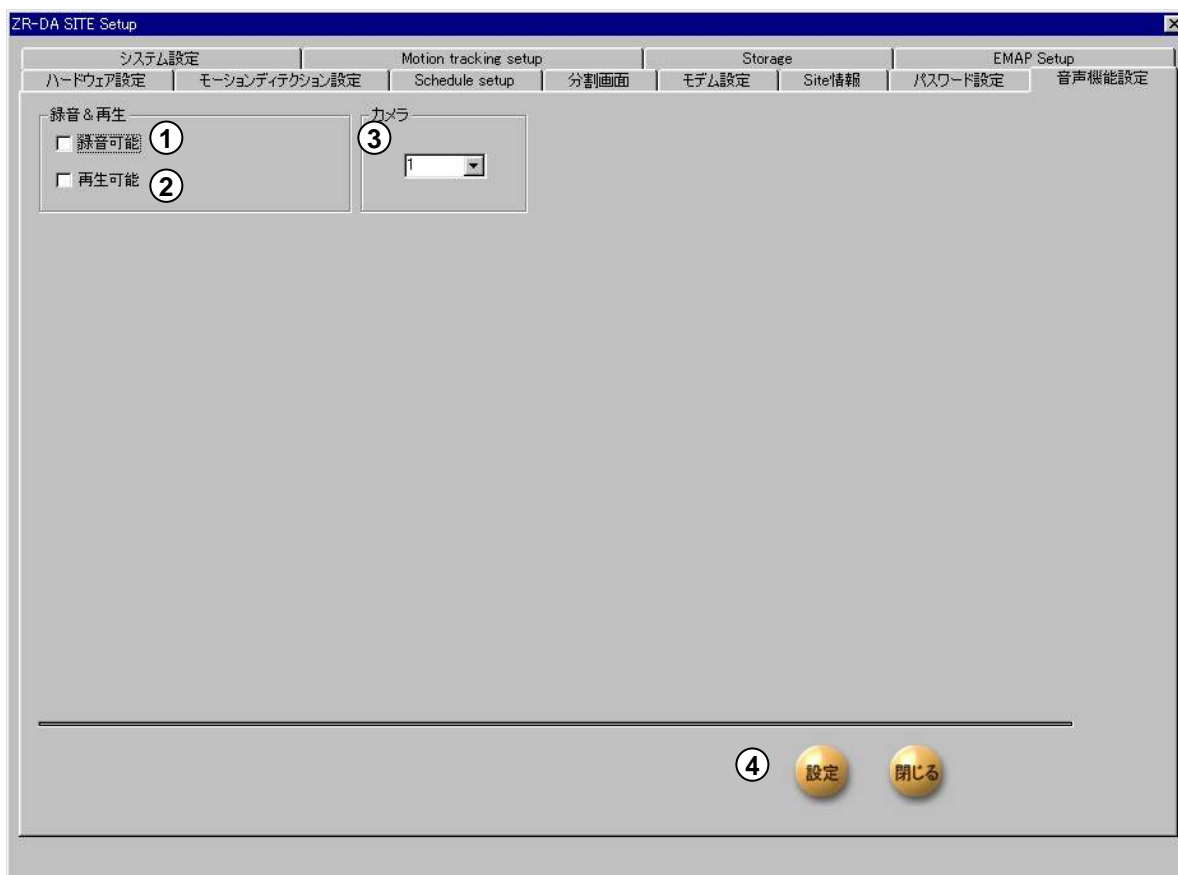 ZR-DA SITE Setup
システム設定 Motion tracking setup Storage EMAP Setup
ハードウェア設定 モーションディテクション設定 Schedule setup 分割画面 モデム設定 Site情報 パスワード設定 音声機能設定
録音&再生 カメラ
録音可能 ① ③
1
再生可能 ②
④ 設定 閉じる